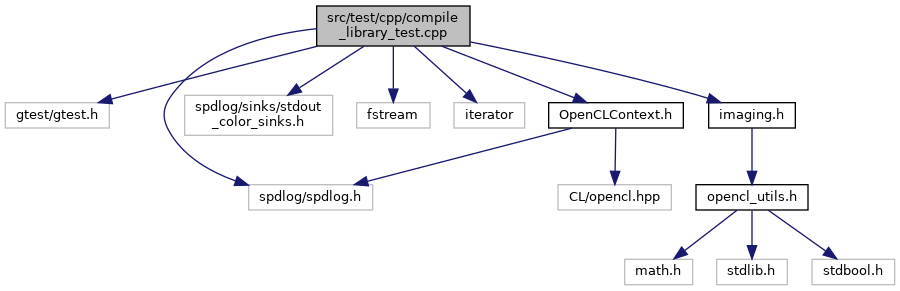 src/test/cpp/compile
_library_test.cpp
gtest/gtest.h
spdlog/sinks/stdout
_color_sinks.h
fstream
iterator
OpenCLContext.h
imaging.h
spdlog/spdlog.h
CL/opencl.hpp
opencl_utils.h
math.h
stdlib.h
stdbool.h